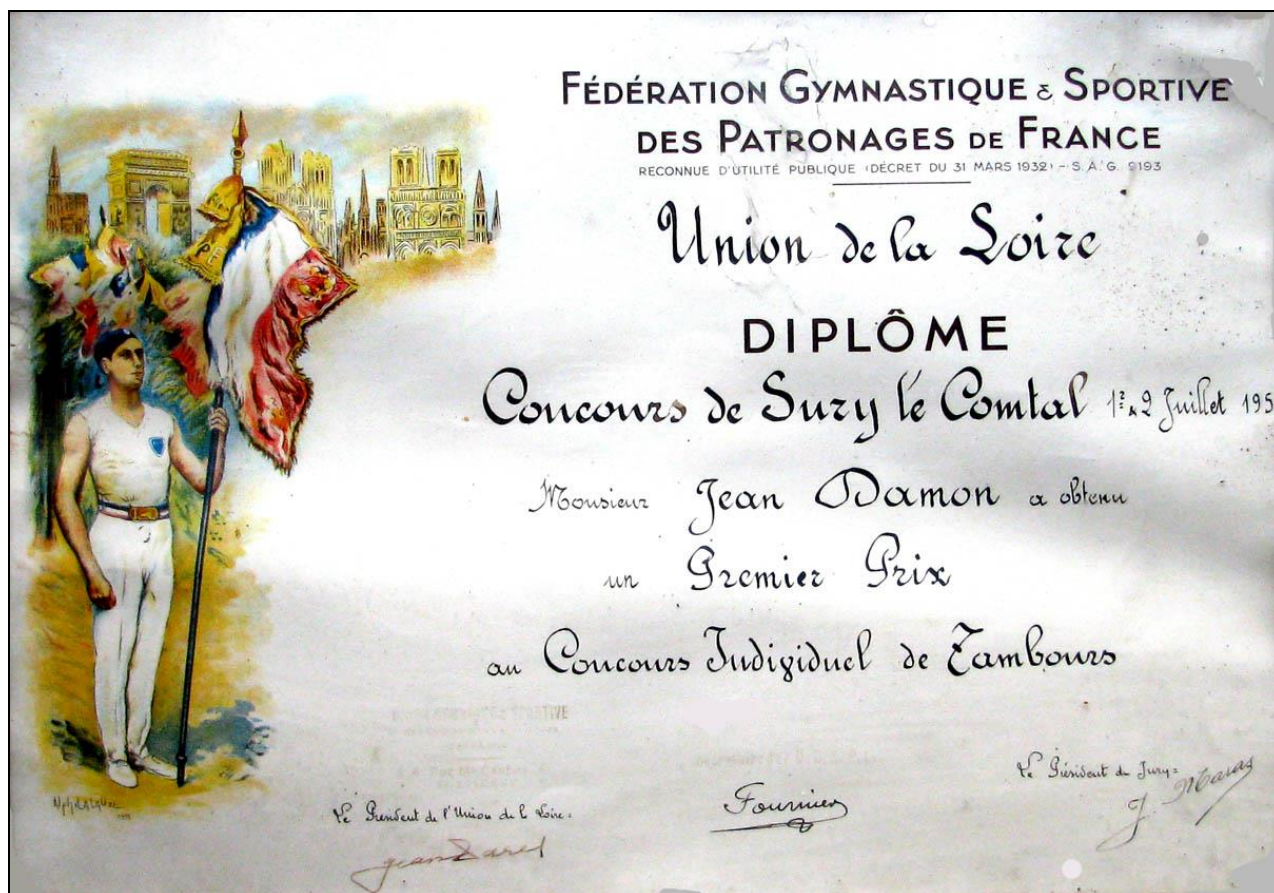 FÉDÉRATION GYMNASTIQUE & SPORTIVE
DES PATRONAGES DE FRANCE
RECONNUE D'UTILITÉ PUBLIQUE (DÉCRET DU 31 MARS 1932) - S. A. G. 9193
Union de la Loire
DIPLÔME
Concours de Sury le Comtal 1er & 2 Juillet 195
Monsieur Jean Damon a obtenu
un Premier Prix
au Concours Individuel de Tambours
Le Président du Jury
Le Président de l'Union de la Loire
Fournier